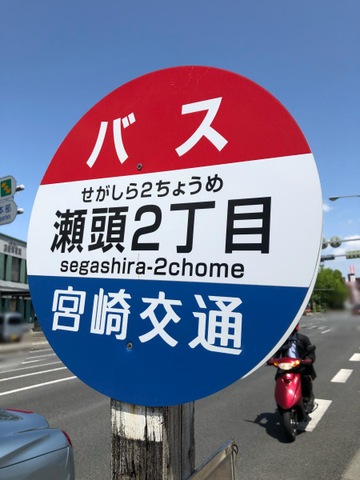 バス
せがしら2ちょうめ
瀬頭2丁目
segashira-2chome
宮崎交通